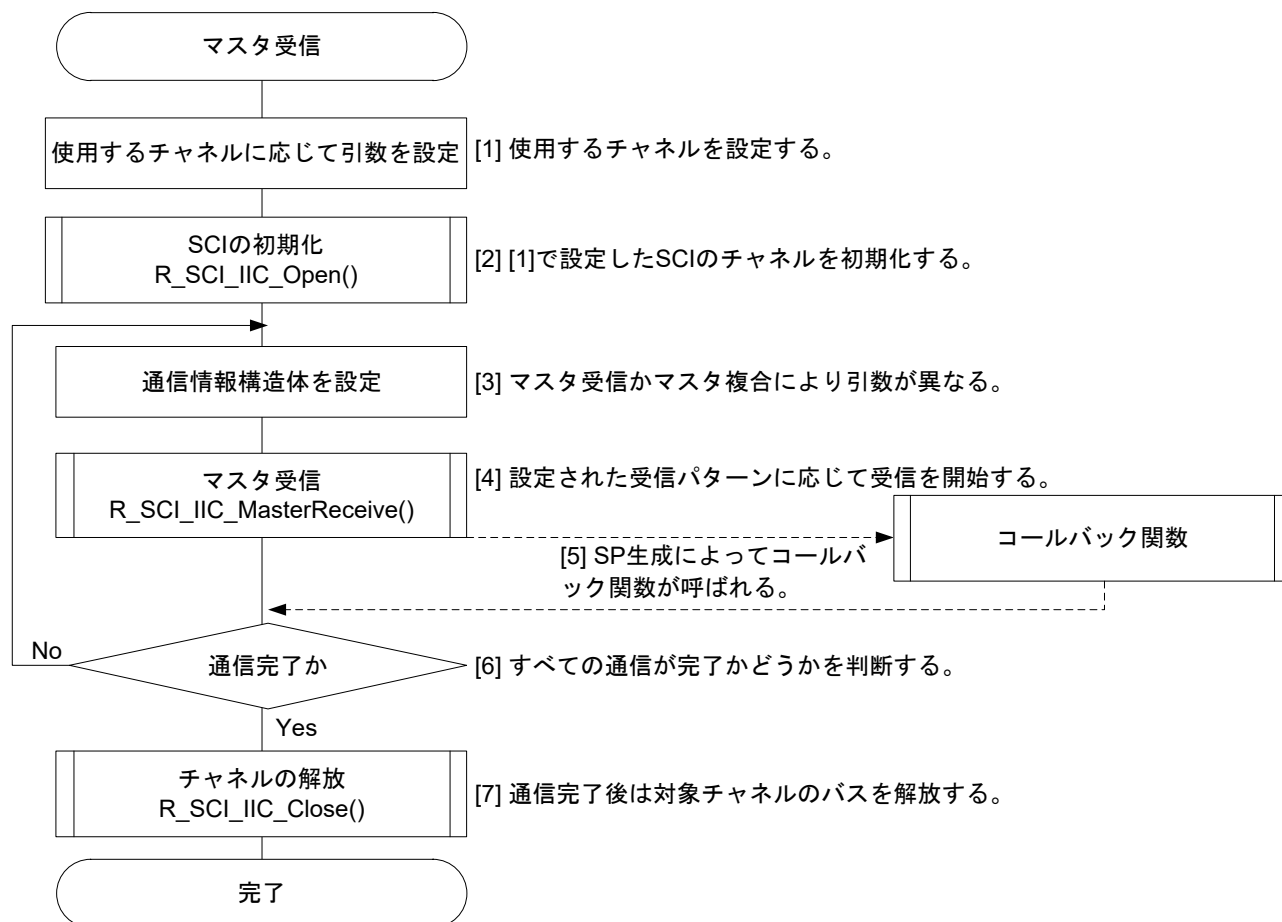 マスタ受信
使用するチャネルに応じて引数を設定
[1] 使用するチャネルを設定する。
SCIの初期化
R_SCI_IIC_Open()
[2] [1]で設定したSCIのチャネルを初期化する。
通信情報構造体を設定
[3] マスタ受信かマスタ複合により引数が異なる。
マスタ受信
R_SCI_IIC_MasterReceive()
[4] 設定された受信パターンに応じて受信を開始する。
コールバック関数
[5] SP生成によってコールバ
ック関数が呼ばれる。
No
通信完了か
[6] すべての通信が完了かどうかを判断する。
Yes
チャネルの解放
R_SCI_IIC_Close()
[7] 通信完了後は対象チャネルのバスを解放する。
完了